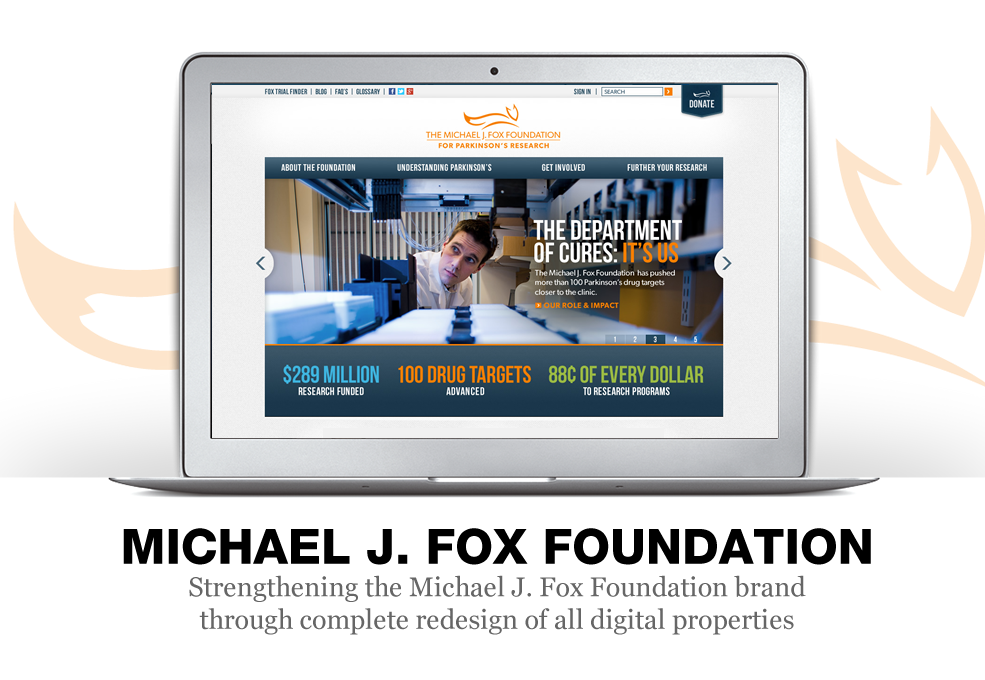 FOX TRIAL FINDER | BLOG | FAQ'S | GLOSSARY |
SIGN IN | SEARCH
DONATE
THE MICHAEL J. FOX FOUNDATION
FOR PARKINSON'S RESEARCH
ABOUT THE FOUNDATION UNDERSTANDING PARKINSON'S GET INVOLVED FURTHER YOUR RESEARCH
THE DEPARTMENT
OF CURES: IT'S US
The Michael J. Fox Foundation has pushed
more than 100 Parkinson's drug targets
closer to the clinic.
OUR ROLE & IMPACT
1 2 3 4 5
$289 MILLION
RESEARCH FUNDED
100 DRUG TARGETS
ADVANCED
88¢ OF EVERY DOLLAR
TO RESEARCH PROGRAMS
MICHAEL J. FOX FOUNDATION
Strengthening the Michael J. Fox Foundation brand
through complete redesign of all digital properties